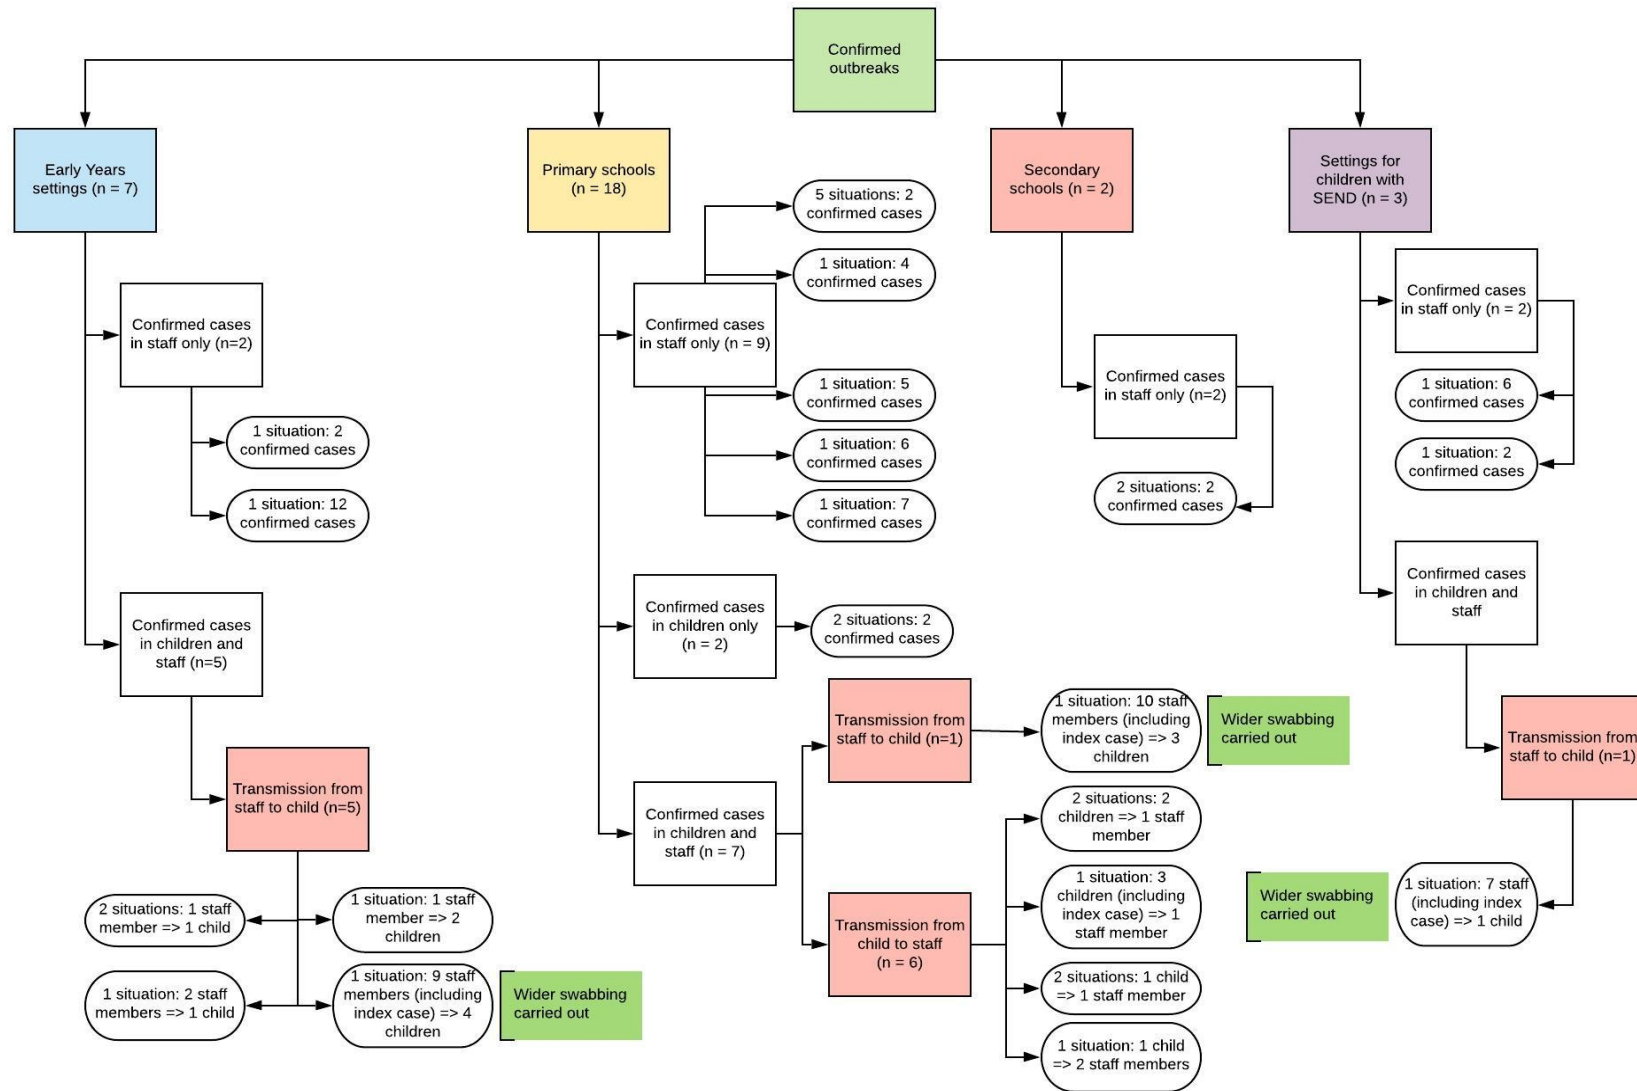 Confirmed
outbreaks
Early Years
settings (n = 7)
Primary schools
(n = 18)
Secondary
schools (n = 2)
Settings for
children with
SEND (n = 3)
Confirmed cases
in staff only (n=2)
1 situation: 2
confirmed cases
1 situation: 12
confirmed cases
Confirmed cases
in children and
staff (n=5)
Transmission from
staff to child (n=5)
2 situations: 1 staff
member => 1 child
1 situation: 1 staff
member => 2
children
1 situation: 2 staff
members => 1 child
1 situation: 9 staff
members (including
index case) => 4
children
Wider swabbing
carried out
5 situations: 2
confirmed cases
1 situation: 4
confirmed cases
Confirmed cases
in staff only (n = 9)
1 situation: 5
confirmed cases
1 situation: 6
confirmed cases
1 situation: 7
confirmed cases
Confirmed cases
in children only
(n = 2)
2 situations: 2
confirmed cases
Confirmed cases
in children and
staff (n = 7)
Transmission from
staff to child (n=1)
1 situation: 10 staff
members (including
index case) => 3
children
Wider swabbing
carried out
Transmission from
child to staff
(n = 6)
2 situations: 2
children => 1 staff
member
1 situation: 3
children (including
index case) => 1
staff member
2 situations: 1 child
=> 1 staff member
1 situation: 1 child
=> 2 staff members
Confirmed cases
in staff only (n=2)
2 situations: 2
confirmed cases
Confirmed cases
in staff only (n = 2)
1 situation: 6
confirmed cases
1 situation: 2
confirmed cases
Confirmed cases
in children and
staff
Transmission from
staff to child (n=1)
1 situation: 7 staff
(including index
case) => 1 child
Wider swabbing
carried out